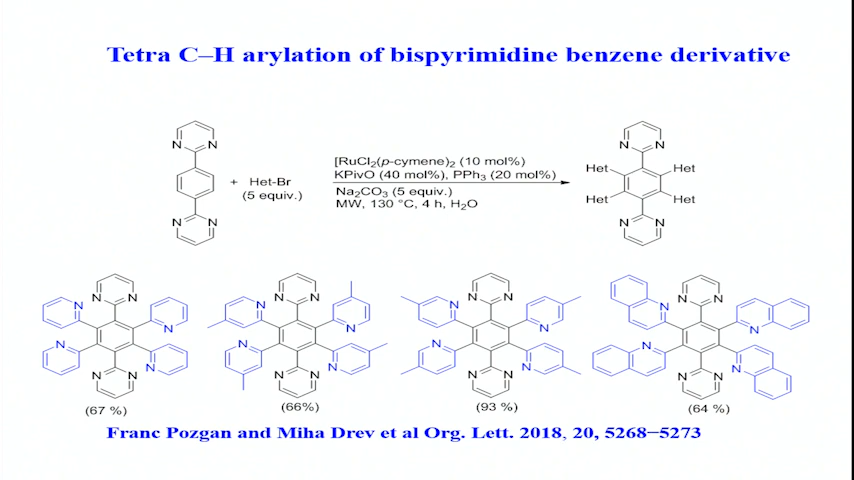 Tetra C–H arylation of bispyrimidine benzene derivative
N N
+ Het-Br
(5 equiv.)
N N
[RuCl2(p-cymene)2 (10 mol%)
KPivO (40 mol%), PPh3 (20 mol%)
Na2CO3 (5 equiv.)
MW, 130 °C, 4 h, H2O
N N
Het Het
Het Het
N N
N N N N
N N
N N
(67 %)
N N N N
N N
N N
(66%)
N N N N
N N
N N
(93 %)
N N N N
N N
N N
(64 %)
Franc Pozgan and Miha Drev et al Org. Lett. 2018, 20, 5268−5273